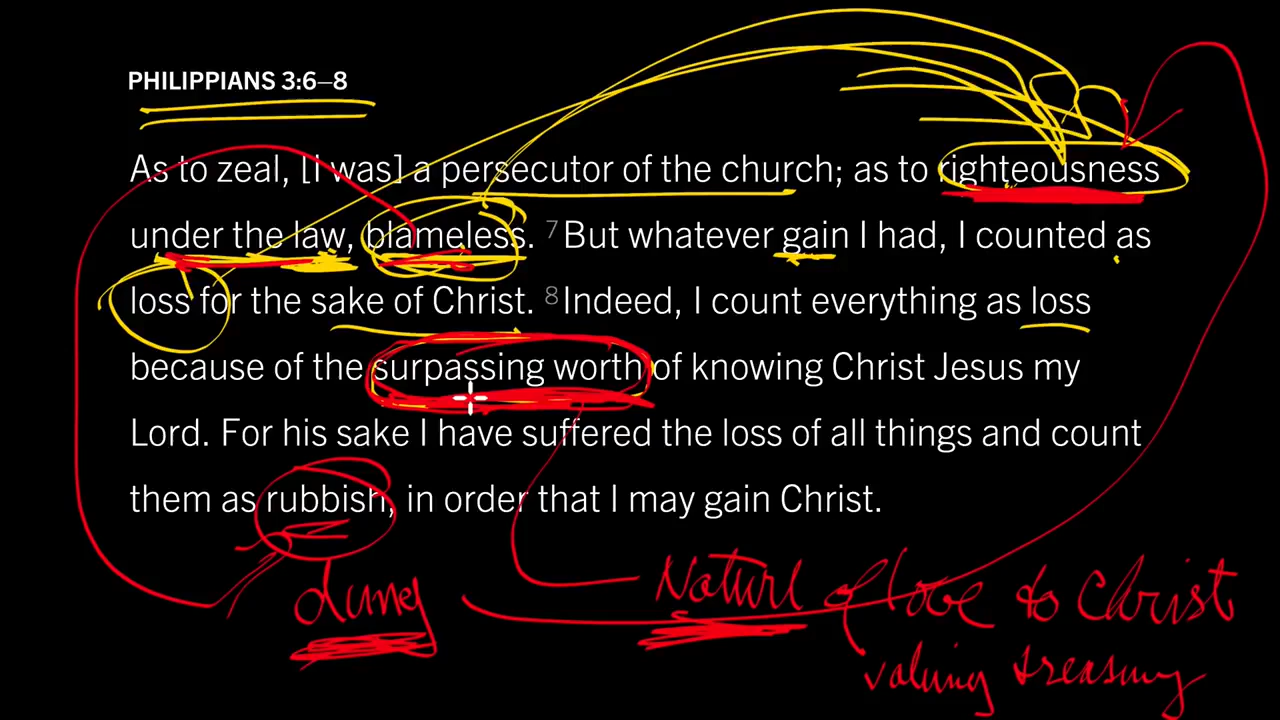 PHILIPPIANS 3:6–8
As to zeal, [I was] a persecutor of the church; as to righteousness
under the law, blameless. 7 But whatever gain I had, I counted as
loss for the sake of Christ. 8 Indeed, I count everything as loss
because of the surpassing worth of knowing Christ Jesus my
Lord. For his sake I have suffered the loss of all things and count
them as rubbish, in order that I may gain Christ.
dung Nature of love to Christ
valuing treasuring